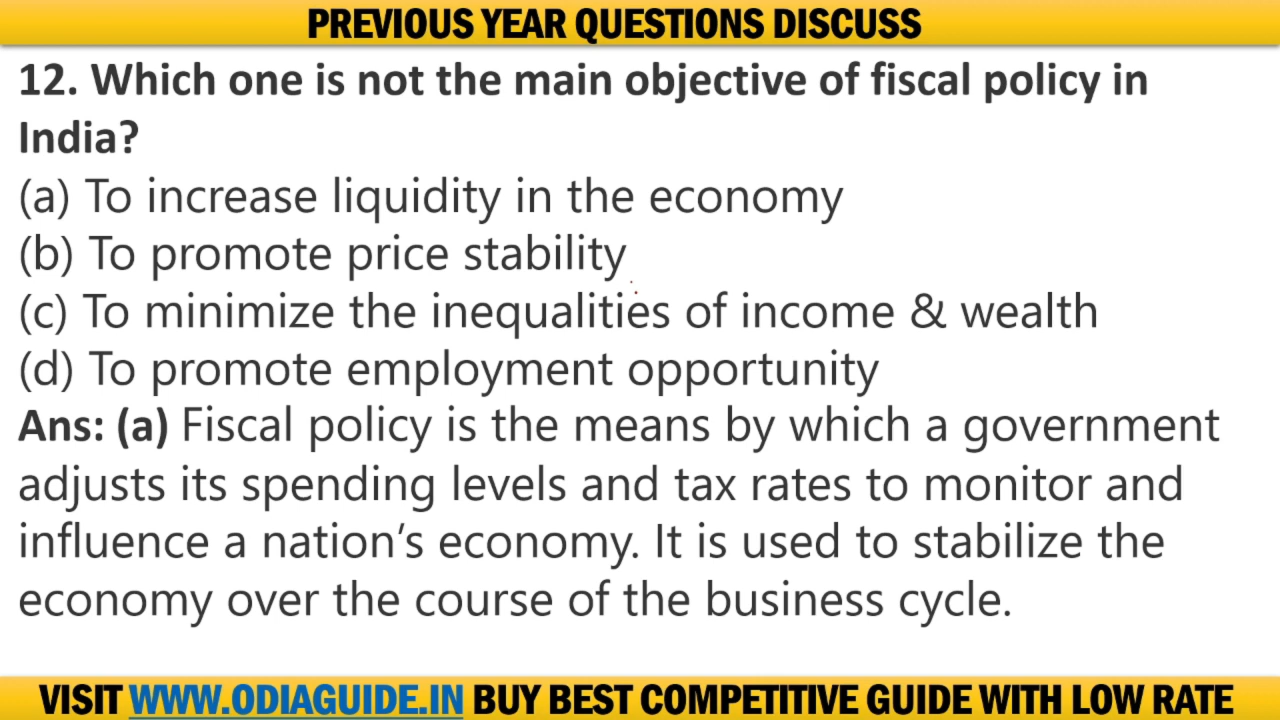 PREVIOUS YEAR QUESTIONS DISCUSS
12. Which one is not the main objective of fiscal policy in
India?
(a) To increase liquidity in the economy
(b) To promote price stability
(c) To minimize the inequalities of income & wealth
(d) To promote employment opportunity
Ans: (a) Fiscal policy is the means by which a government
adjusts its spending levels and tax rates to monitor and
influence a nation’s economy. It is used to stabilize the
economy over the course of the business cycle.
VISIT WWW.ODIAGUIDE.IN BUY BEST COMPETITIVE GUIDE WITH LOW RATE